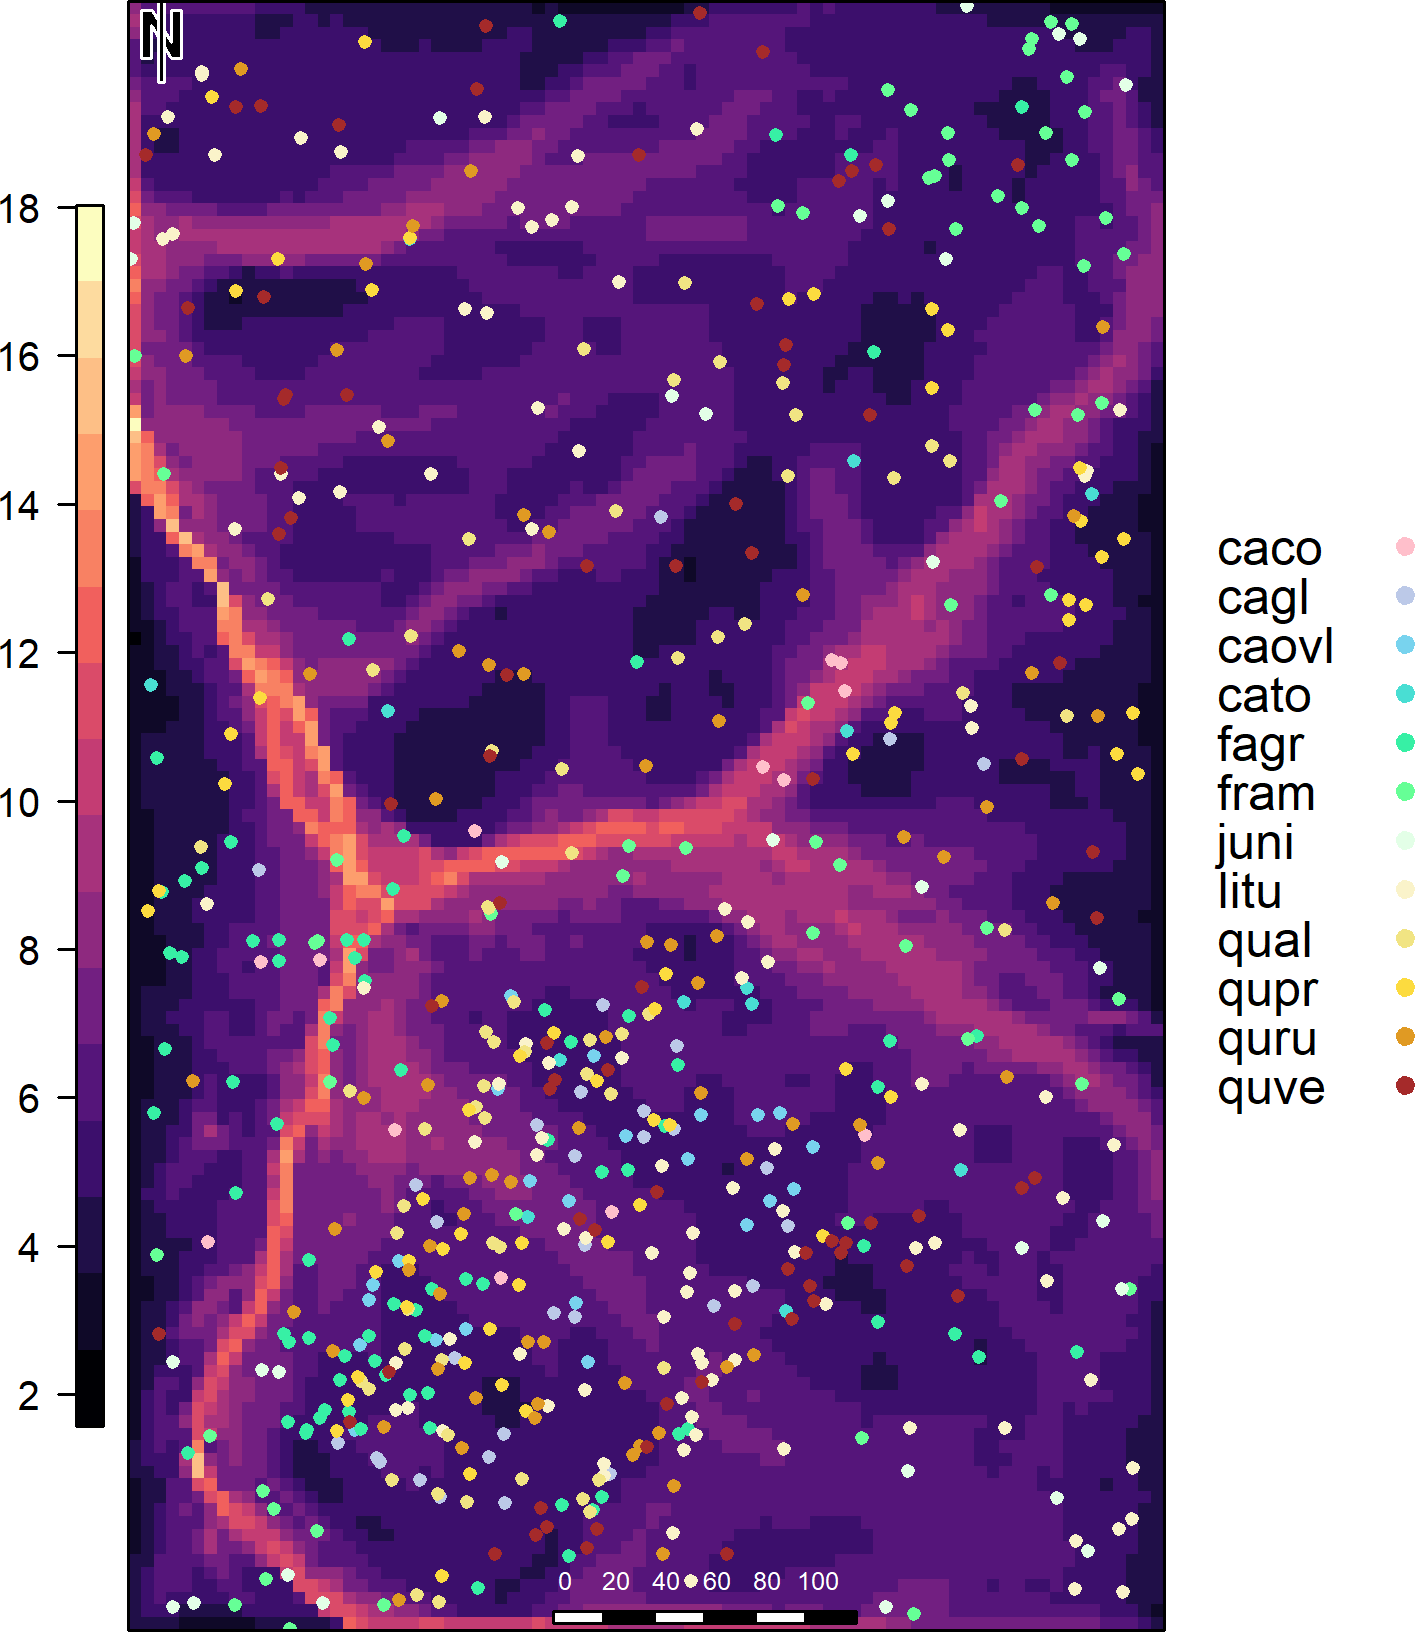 N
18
16
14
12
10
8
6
4
2
caco
cagl
caovl
cato
fagr
fram
juni
litu
qual
qupr
quru
quve
0 20 40 60 80 100